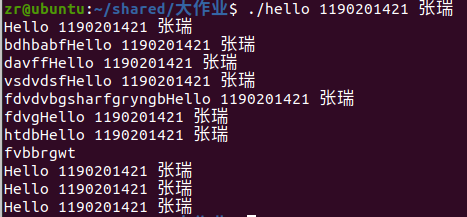 zr@ubuntu:~/shared/大作业$ ./hello 1190201421 张瑞
Hello 1190201421 张瑞
bdhbabfHello 1190201421 张瑞
davffHello 1190201421 张瑞
vsdvdsfHello 1190201421 张瑞
fdvdvbgsharfgryngbHello 1190201421 张瑞
fdvgHello 1190201421 张瑞
htdbHello 1190201421 张瑞
fvbbrgwt
Hello 1190201421 张瑞
Hello 1190201421 张瑞
Hello 1190201421 张瑞